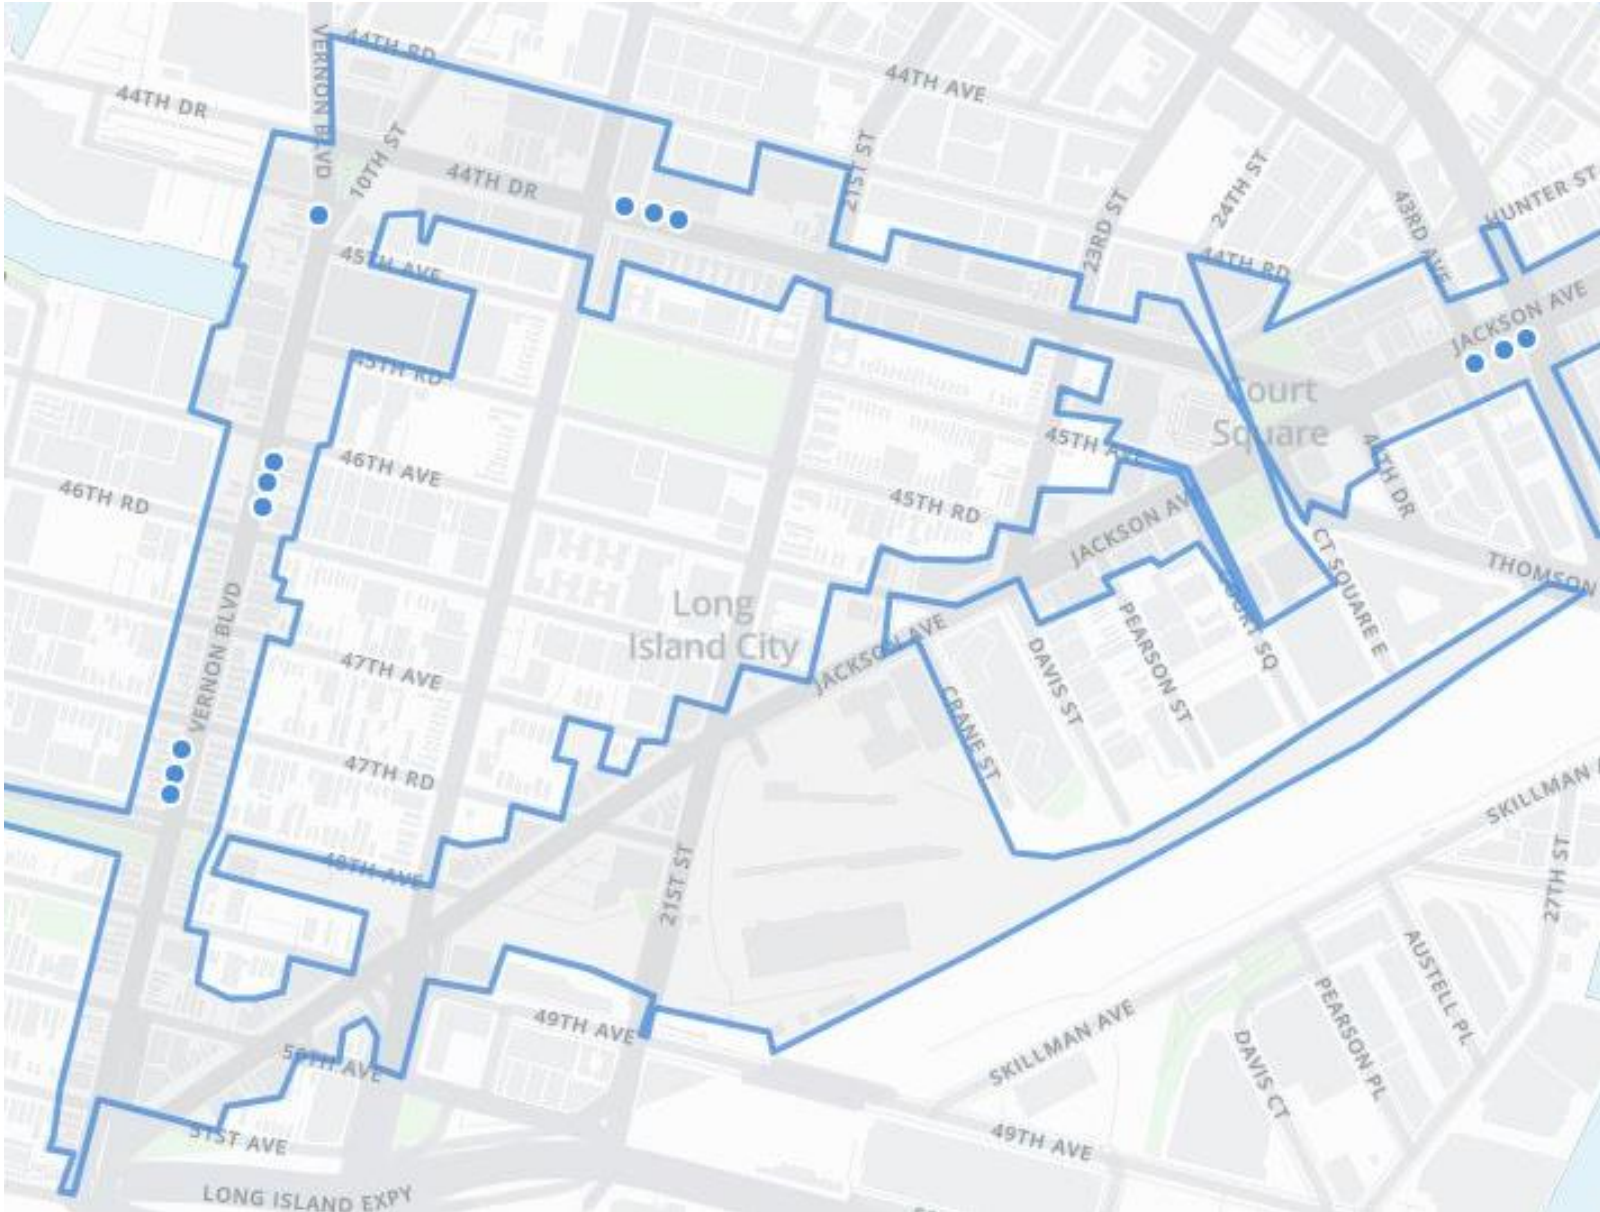 44TH RD
VERNON BLVD
44TH DR
10TH ST
44TH AVE
21ST ST
44TH DR
24TH ST
23RD ST
43RD AVE
HUNTER ST
44TH RD
45TH AVE
JACKSON AVE
45TH RD
Court
Square
45TH AVE
46TH AVE
46TH RD
45TH RD
44TH DR
JACKSON AVE
CT SQUARE E
THOMSON
VERNON BLVD
Long
Island City
COURT SQ
PEARSON ST
DAVIS ST
JACKSON AVE
47TH AVE
CRANE ST
47TH RD
SKILLMAN A
48TH AVE
21ST ST
27TH ST
AUSTELL PL
49TH AVE
PEARSON PL
SKILLMAN AVE
DAVIS CT
50TH AVE
51ST AVE
49TH AVE
LONG ISLAND EXPY